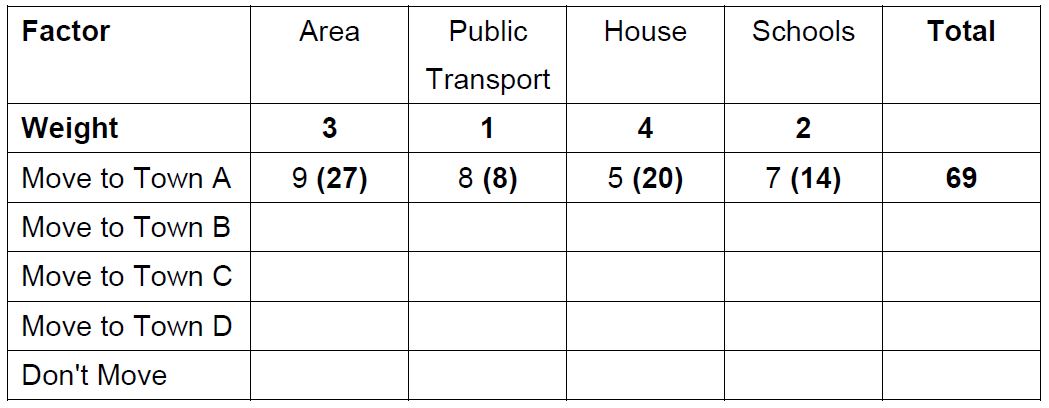 Factor Area Public Transport House Schools Total
Weight 3 1 4 2
Move to Town A 9 (27) 8 (8) 5 (20) 7 (14) 69
Move to Town B
Move to Town C
Move to Town D
Don't Move